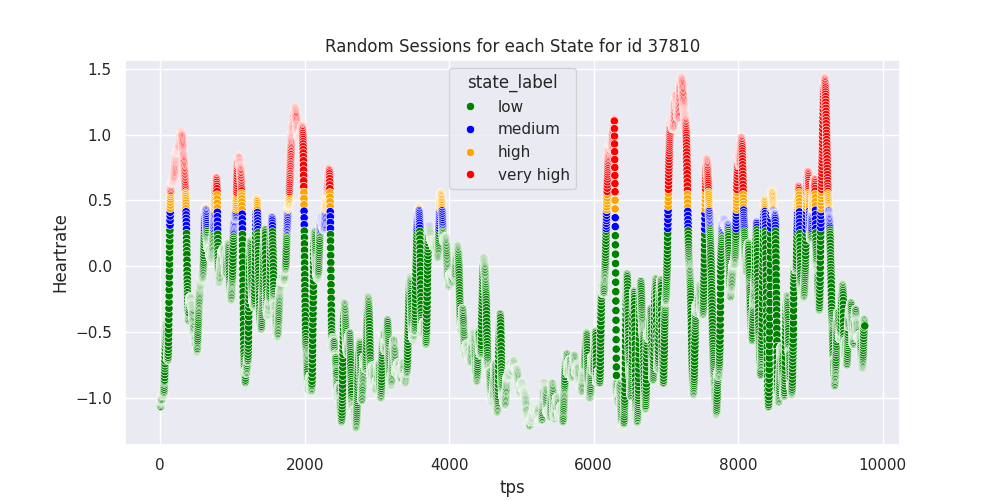 Random Sessions for each State for id 37810
Heartrate
1.5
1.0
0.5
0.0
−0.5
−1.0
state_label
low
medium
high
very high
0 2000 4000 6000 8000 10000
tps